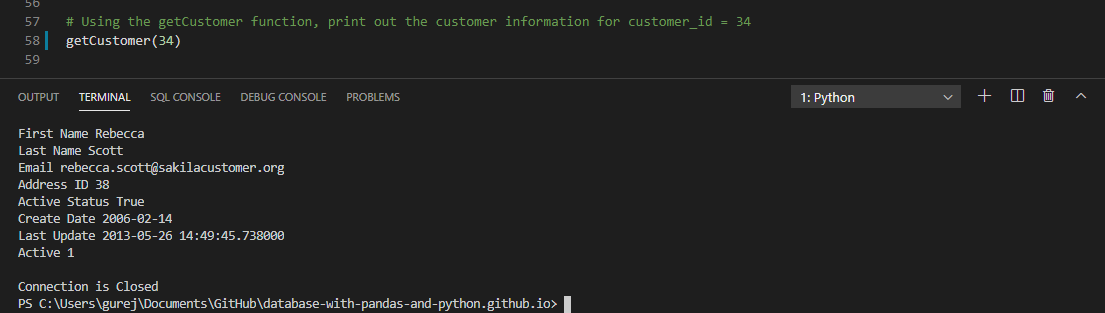 56
57 # Using the getCustomer function, print out the customer information for customer_id = 34
58 getCustomer(34)
59
OUTPUT TERMINAL SQL CONSOLE DEBUG CONSOLE PROBLEMS 1: Python
First Name Rebecca
Last Name Scott
Email rebecca.scott@sakilacustomer.org
Address ID 38
Active Status True
Create Date 2006-02-14
Last Update 2013-05-26 14:49:45.738000
Active 1
Connection is Closed
PS C:\Users\gurej\Documents\GitHub\database-with-pandas-and-python.github.io>